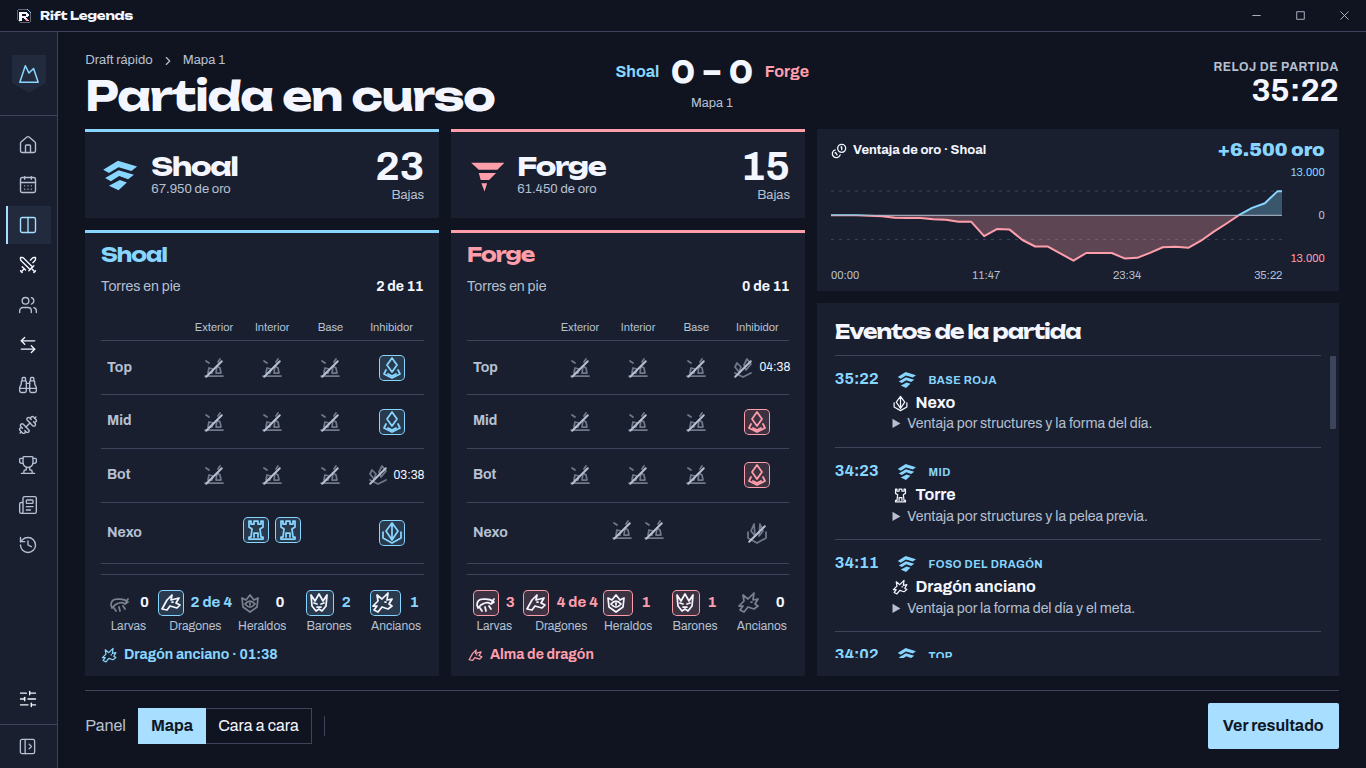 Rift Legends
Draft rápido > Mapa 1
Partida en curso
Shoal 0 – 0 Forge
Mapa 1
RELOJ DE PARTIDA
35:22
Shoal
67.950 de oro
23
Bajas
Forge
61.450 de oro
15
Bajas
Ventaja de oro · Shoal
+6.500 oro
13.000
0
13.000
00:00 11:47 23:34 35:22
Shoal
Torres en pie 2 de 11
Exterior Interior Base Inhibidor
Top
Mid
Bot 03:38
Nexo
0 2 de 4 0 2 1
Larvas Dragones Heraldos Barones Ancianos
Dragón anciano · 01:38
Forge
Torres en pie 0 de 11
Exterior Interior Base Inhibidor
Top 04:38
Mid
Bot
Nexo
3 4 de 4 1 1 0
Larvas Dragones Heraldos Barones Ancianos
Alma de dragón
Eventos de la partida
35:22 BASE ROJA
Nexo
Ventaja por structures y la forma del día.
34:23 MID
Torre
Ventaja por structures y la pelea previa.
34:11 FOSO DEL DRAGÓN
Dragón anciano
Ventaja por la forma del día y el meta.
34:02 TOP
Panel Mapa Cara a cara
Ver resultado